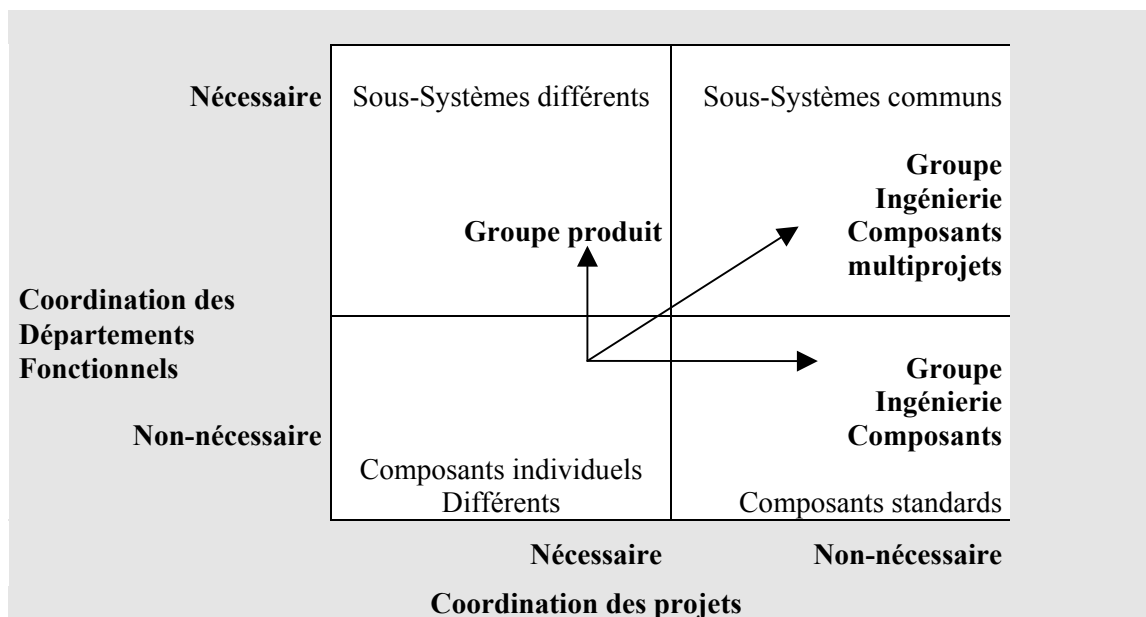 Nécessaire
Sous-Systèmes différents
Sous-Systèmes communs
Groupe
Ingénierie
Composants
multiprojets
Groupe produit
Coordination des
Départements
Fonctionnels
Groupe
Ingénierie
Composants
Non-nécessaire
Composants individuels
Différents
Composants standards
Nécessaire
Non-nécessaire
Coordination des projets